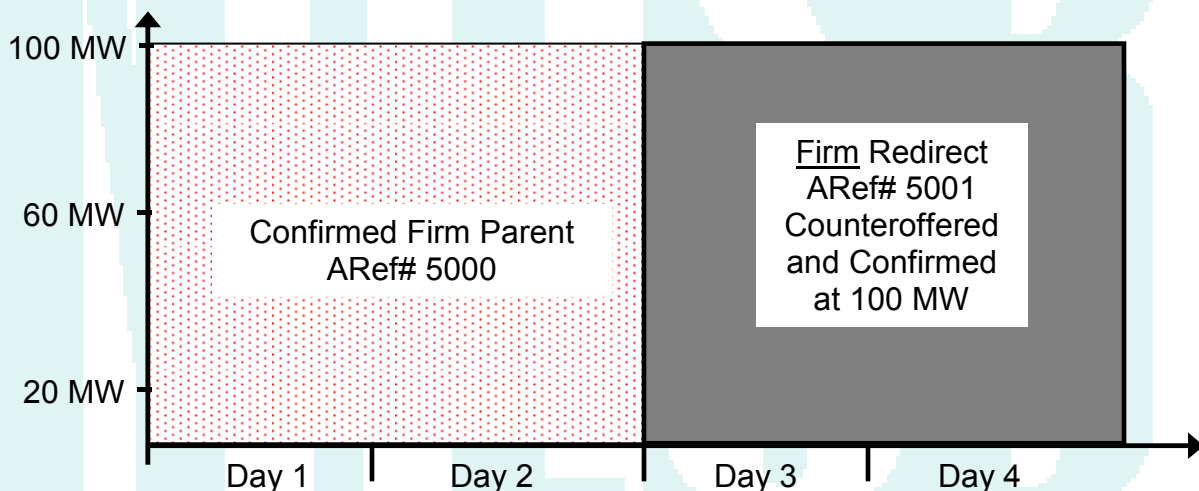 100 MW
60 MW
20 MW
Confirmed Firm Parent
ARef# 5000
Firm Redirect
ARef# 5001
Counteroffered
and Confirmed
at 100 MW
Day 1
Day 2
Day 3
Day 4